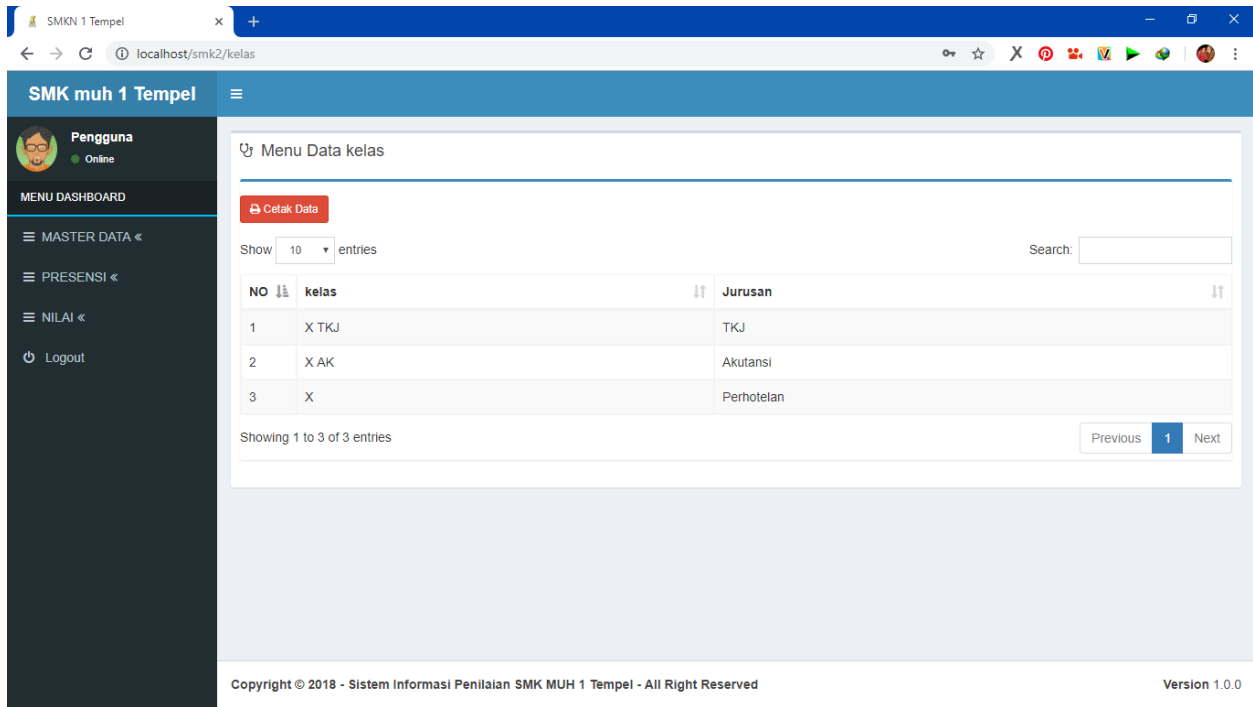 SMKN 1 Tempel
localhost/smk2/kelas
SMK muh 1 Tempel
Pengguna
Online
MENU DASHBOARD
MASTER DATA «
PRESENSI «
NILAI «
Logout
Menu Data kelas
Cetak Data
Show 10 entries Search:
NO kelas Jurusan
1 X TKJ TKJ
2 X AK Akutansi
3 X Perhotelan
Showing 1 to 3 of 3 entries Previous 1 Next
Copyright © 2018 - Sistem Informasi Penilaian SMK MUH 1 Tempel - All Right Reserved Version 1.0.0